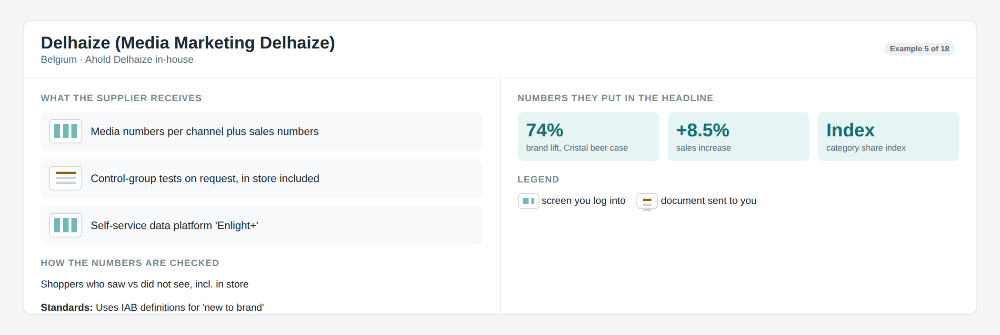 Delhaize (Media Marketing Delhaize)
Belgium · Ahold Delhaize in-house
Example 5 of 18
WHAT THE SUPPLIER RECEIVES
Media numbers per channel plus sales numbers
Control-group tests on request, in store included
Self-service data platform 'Enlight+'
HOW THE NUMBERS ARE CHECKED
Shoppers who saw vs did not see, incl. in store
Standards: Uses IAB definitions for 'new to brand'
NUMBERS THEY PUT IN THE HEADLINE
74%
brand lift, Cristal beer case
+8.5%
sales increase
Index
category share index
LEGEND
screen you log into
document sent to you